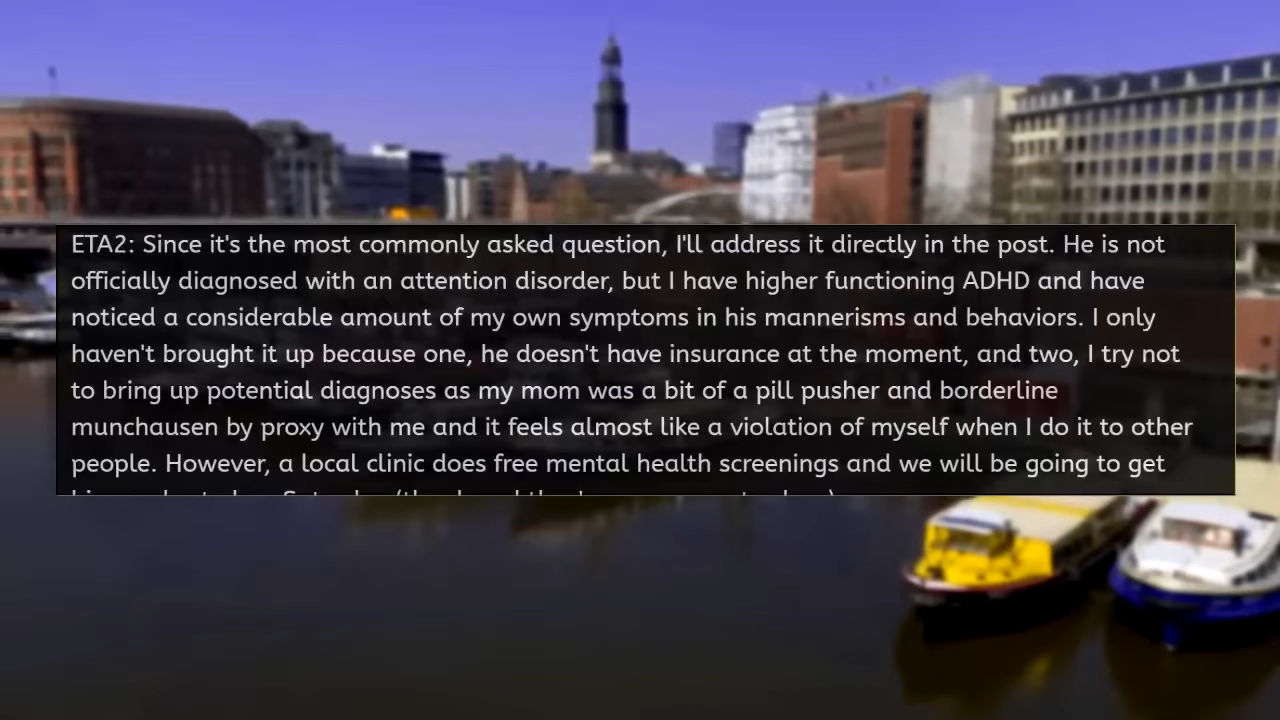 ETA2: Since it's the most commonly asked question, I'll address it directly in the post. He is not
officially diagnosed with an attention disorder, but I have higher functioning ADHD and have
noticed a considerable amount of my own symptoms in his mannerisms and behaviors. I only
haven't brought it up because one, he doesn't have insurance at the moment, and two, I try not
to bring up potential diagnoses as my mom was a bit of a pill pusher and borderline
munchausen by proxy with me and it feels almost like a violation of myself when I do it to other
people. However, a local clinic does free mental health screenings and we will be going to get